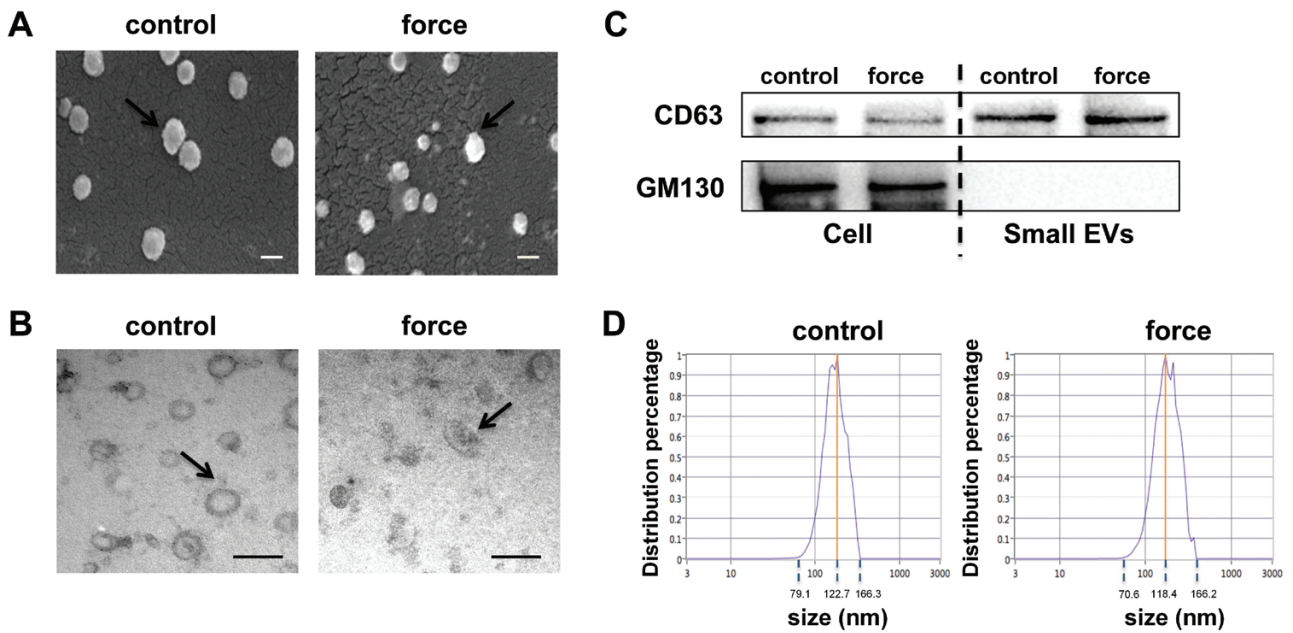 A
control
force
B
control
force
C
control force control force
CD63
GM130
Cell Small EVs
D
control
Distribution percentage
1
0.9
0.8
0.7
0.6
0.5
0.4
0.3
0.2
0.1
0
3 10 100 1000 3000
79.1 122.7 166.3
size (nm)
force
Distribution percentage
1
0.9
0.8
0.7
0.6
0.5
0.4
0.3
0.2
0.1
0
3 10 100 1000 3000
70.6 118.4 166.2
size (nm)